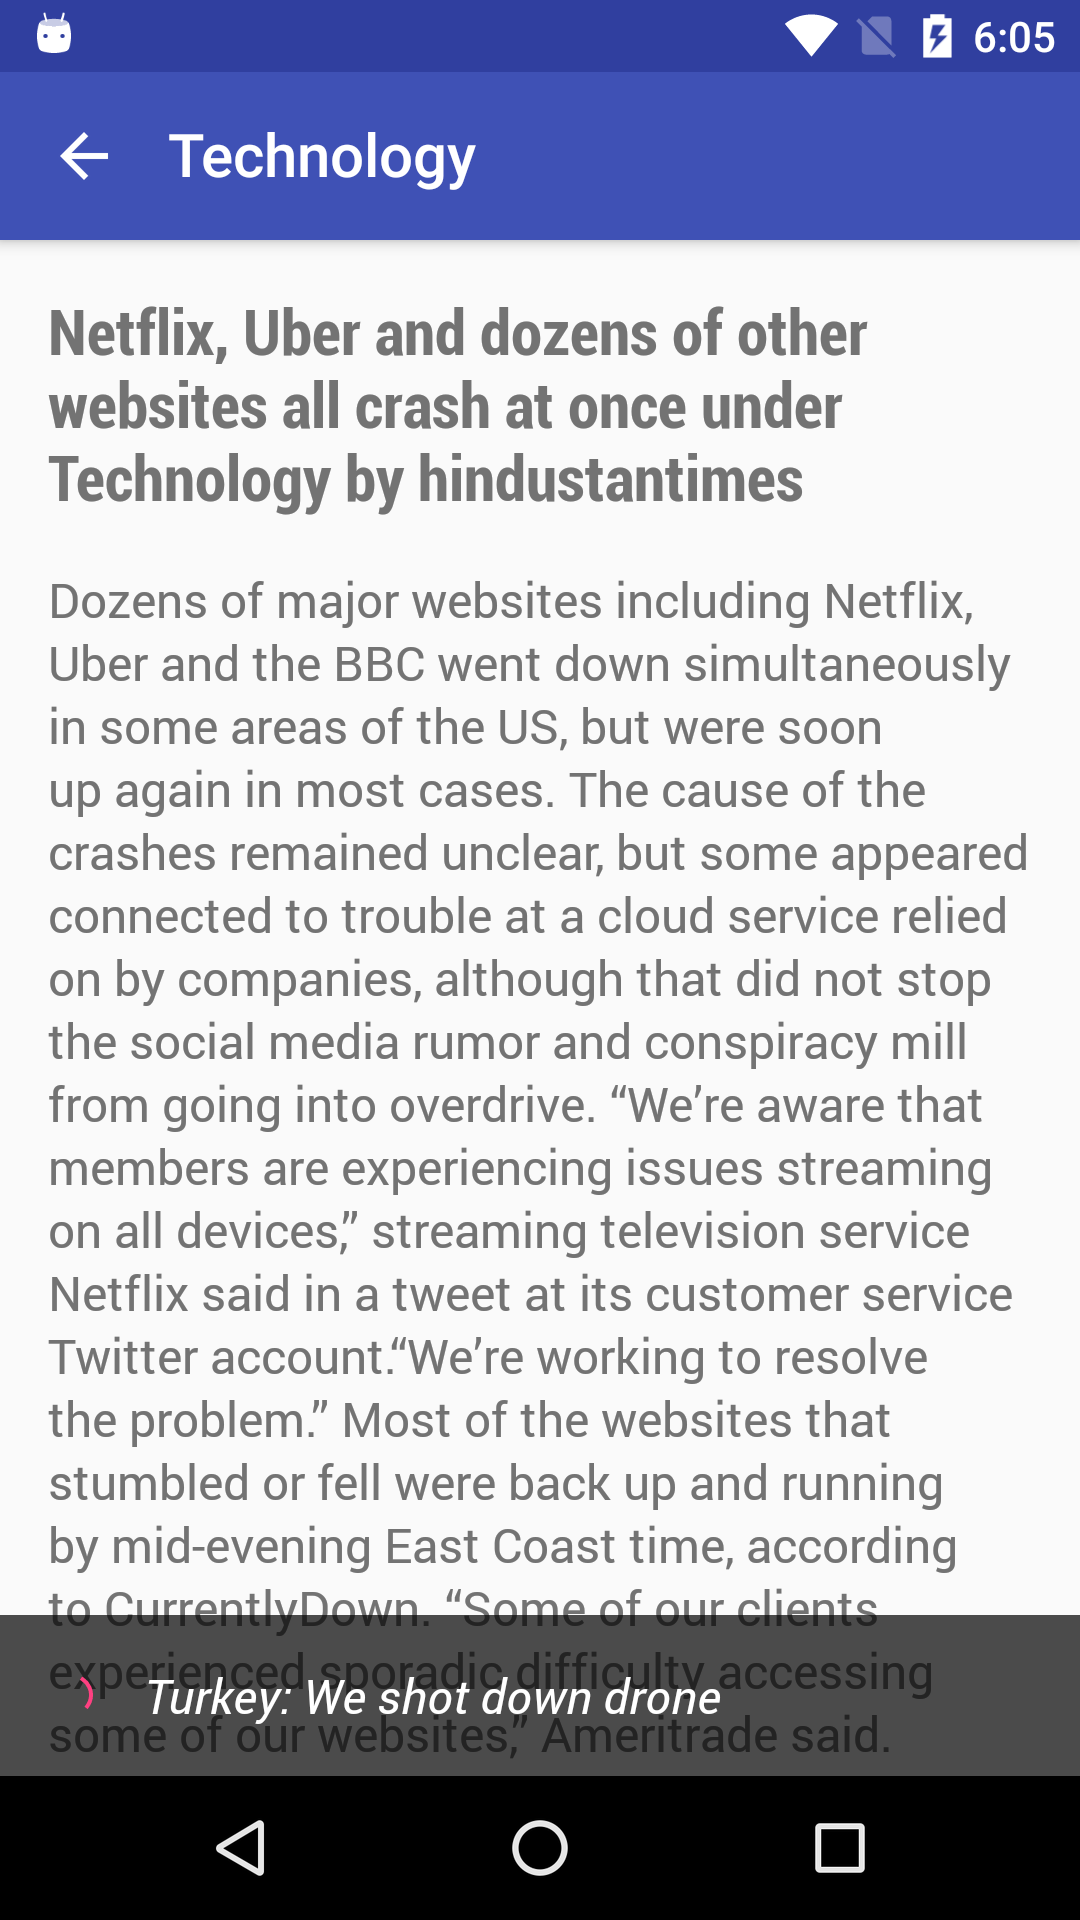 6:05
Technology
Netflix, Uber and dozens of other
websites all crash at once under
Technology by hindustantimes
Dozens of major websites including Netflix,
Uber and the BBC went down simultaneously
in some areas of the US, but were soon
up again in most cases. The cause of the
crashes remained unclear, but some appeared
connected to trouble at a cloud service relied
on by companies, although that did not stop
the social media rumor and conspiracy mill
from going into overdrive. “We’re aware that
members are experiencing issues streaming
on all devices,” streaming television service
Netflix said in a tweet at its customer service
Twitter account.“We’re working to resolve
the problem.” Most of the websites that
stumbled or fell were back up and running
by mid-evening East Coast time, according
to CurrentlyDown. “Some of our clients
experienced sporadic difficulty accessing
Turkey: We shot down drone
some of our websites,” Ameritrade said.